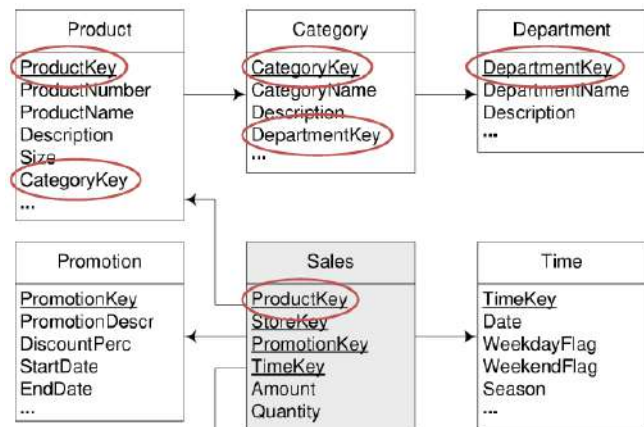 Product
ProductKey
ProductNumber
ProductName
Description
Size
CategoryKey
...
Category
CategoryKey
CategoryName
Description
DepartmentKey
...
Department
DepartmentKey
DepartmentName
Description
...
Promotion
PromotionKey
PromotionDescr
DiscountPerc
StartDate
EndDate
...
Sales
ProductKey
StoreKey
PromotionKey
TimeKey
Amount
Quantity
Time
TimeKey
Date
WeekdayFlag
WeekendFlag
Season
...